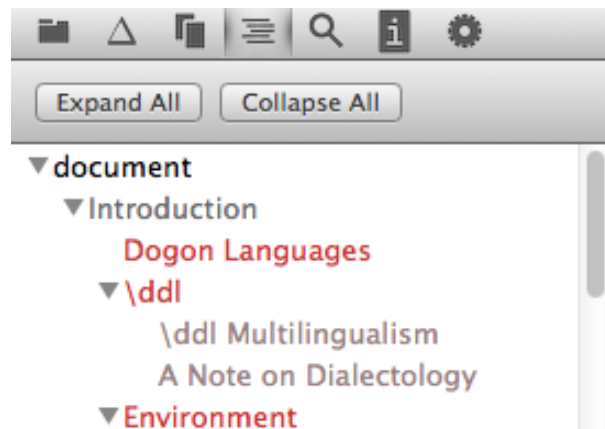 Expand All Collapse All
document
Introduction
Dogon Languages
\ddl
\ddl Multilingualism
A Note on Dialectology
Environment